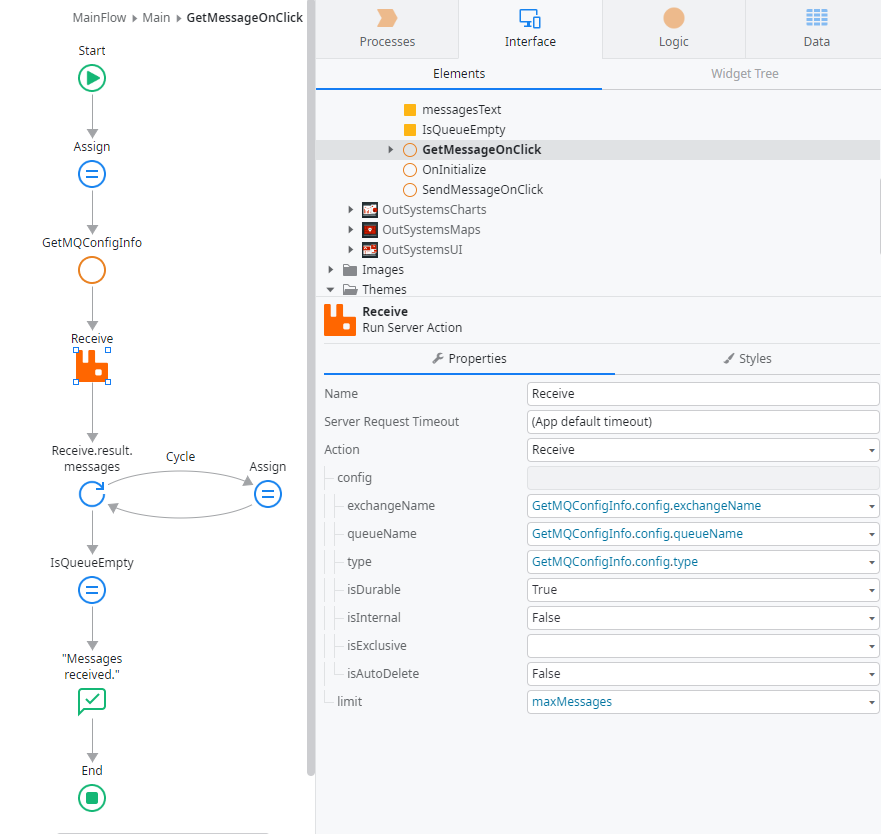 MainFlow ▸ Main ▸ GetMessageOnClick
Start
Assign
GetMQConfigInfo
Receive
Receive.result.
messages
Cycle
Assign
IsQueueEmpty
"Messages
received."
End
Processes
Interface
Logic
Data
Elements
Widget Tree
messagesText
IsQueueEmpty
GetMessageOnClick
OnInitialize
SendMessageOnClick
OutSystemsCharts
OutSystemsMaps
OutSystemsUI
Images
Themes
Receive
Run Server Action
Properties
Styles
Name Receive
Server Request Timeout (App default timeout)
Action Receive
config
exchangeName GetMQConfigInfo.config.exchangeName
queueName GetMQConfigInfo.config.queueName
type GetMQConfigInfo.config.type
isDurable True
isInternal False
isExclusive
isAutoDelete False
limit maxMessages